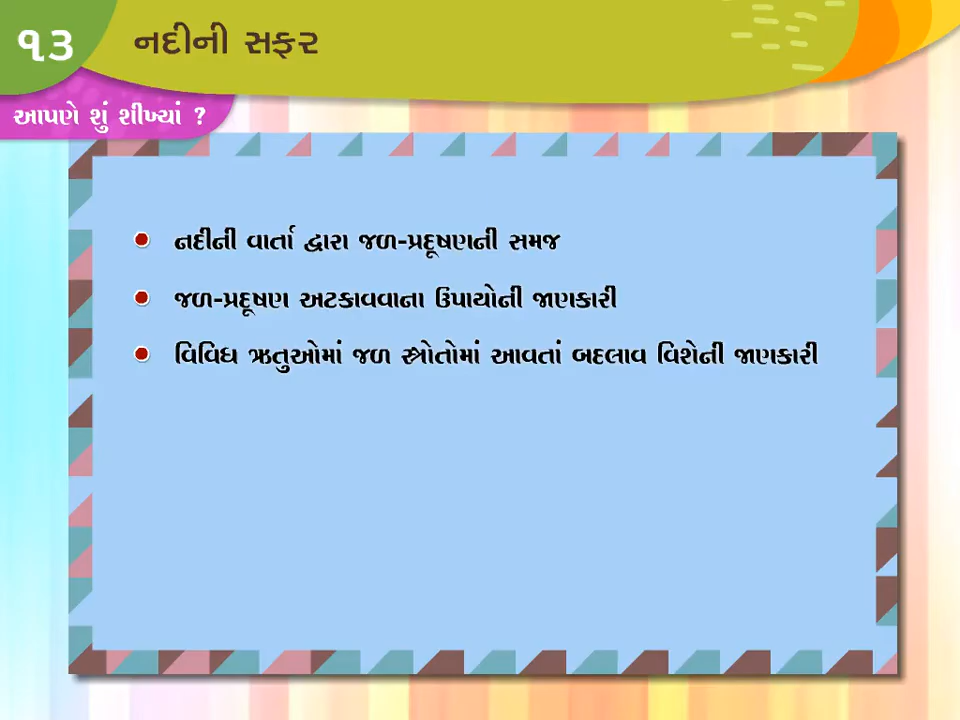 ૧૩ નદીની સફર
આપણે શું શીખ્યાં ?
નદીની વાર્તા દ્વારા જળ-પ્રદૂષણની સમજ
જળ-પ્રદૂષણ અટકાવવાના ઉપાયોની જાણકારી
વિવિધ ઋતુઓમાં જળ સ્ત્રોતોમાં આવતાં બદલાવ વિશેની જાણકારી